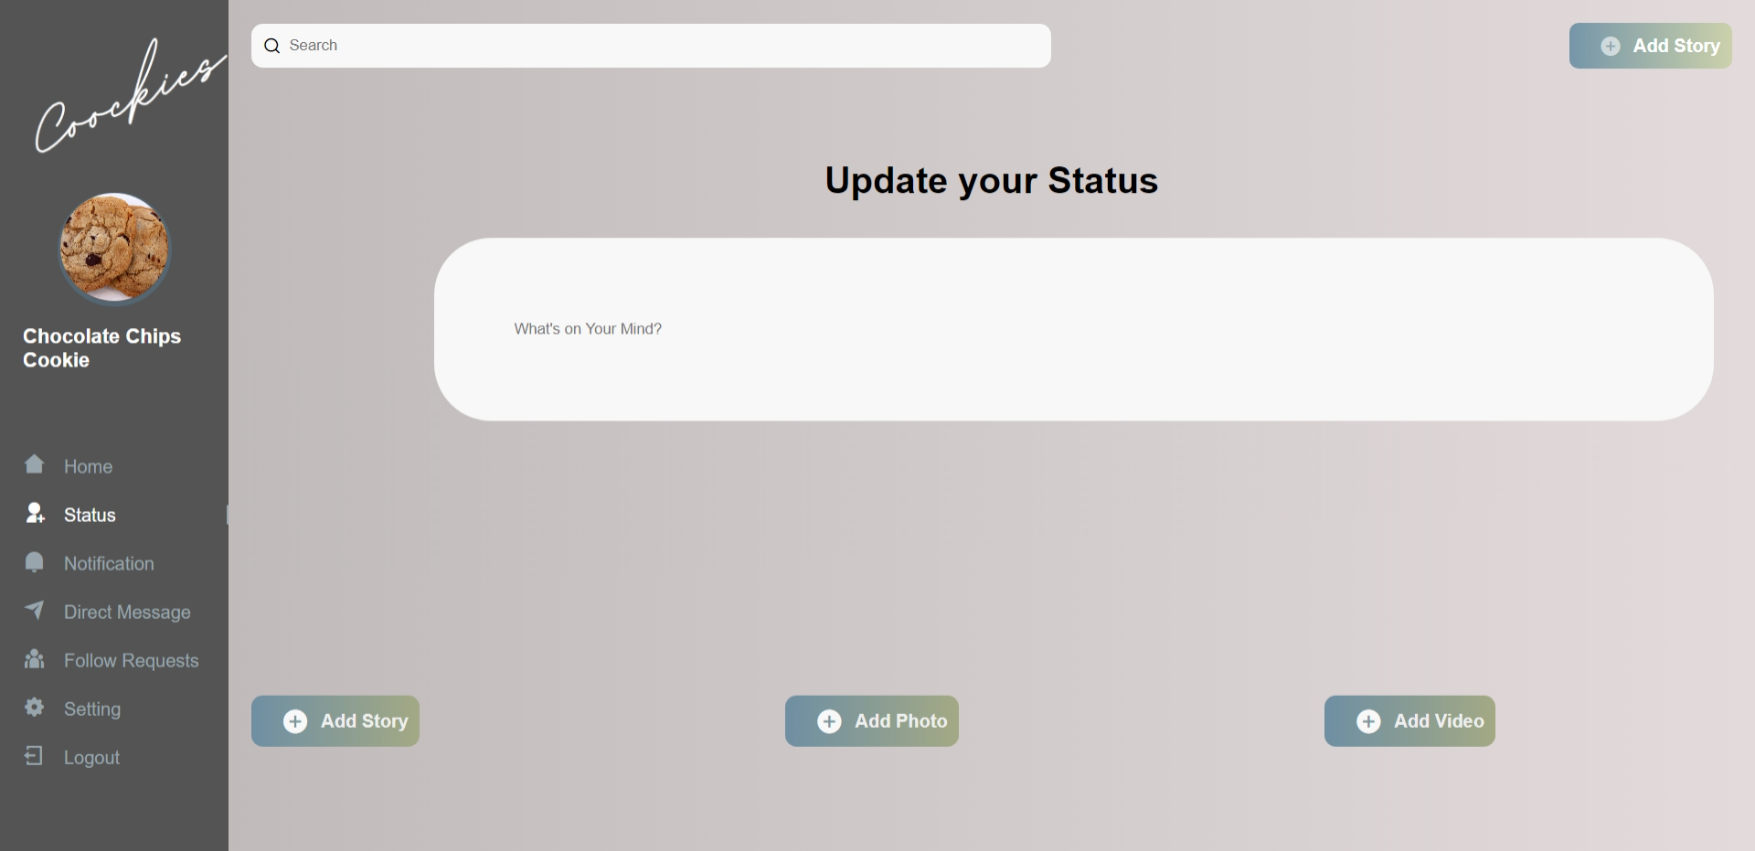 Coockies
Search
Add Story
Chocolate Chips
Cookie
Update your Status
What's on Your Mind?
Home
Status
Notification
Direct Message
Follow Requests
Setting
Logout
Add Story
Add Photo
Add Video